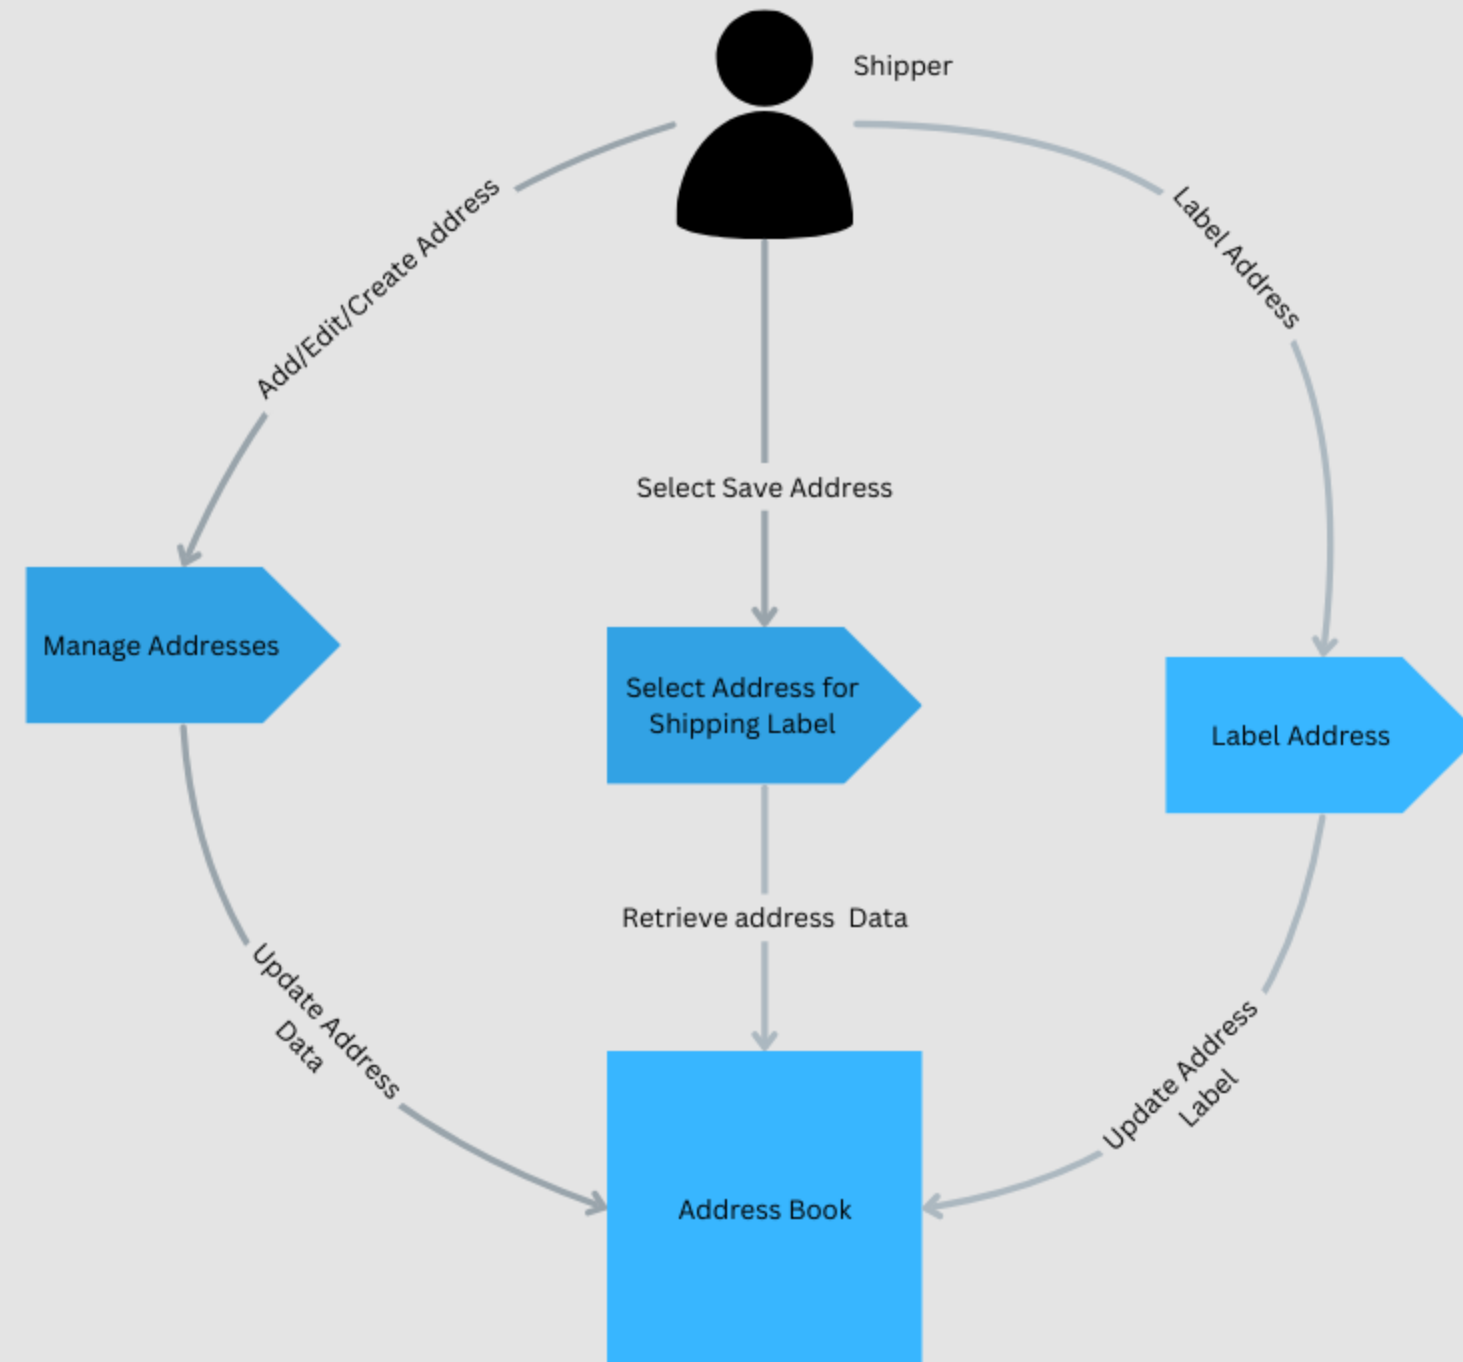 Shipper
Add/Edit/Create Address
Label Address
Select Save Address
Manage Addresses
Select Address for
Shipping Label
Label Address
Retrieve address  Data
Update Address
Data
Update Address
Label
Address Book